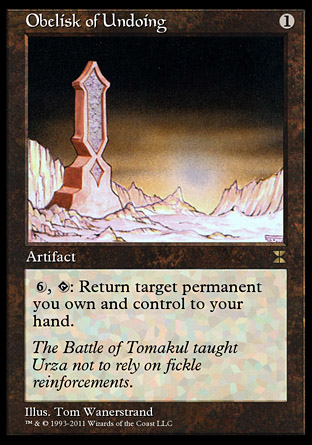 Obelisk of Undoing 1
Artifact
6, : Return target permanent
you own and control to your
hand.
The Battle of Tomakul taught
Urza not to rely on fickle
reinforcements.
Illus. Tom Wanerstrand
™ & © 1993-2011 Wizards of the Coast LLC